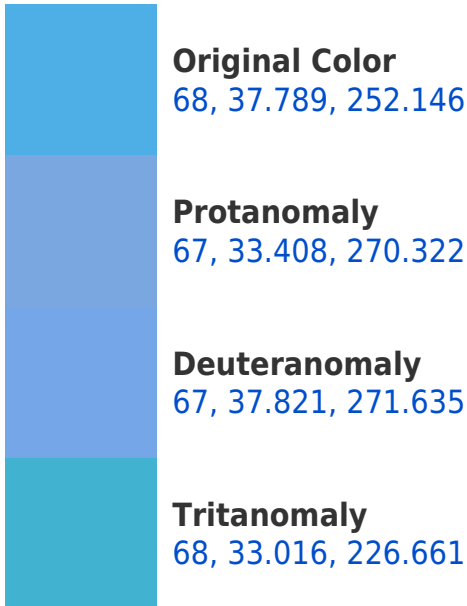 Original Color
68, 37.789, 252.146
Protanomaly
67, 33.408, 270.322
Deuteranomaly
67, 37.821, 271.635
Tritanomaly
68, 33.016, 226.661